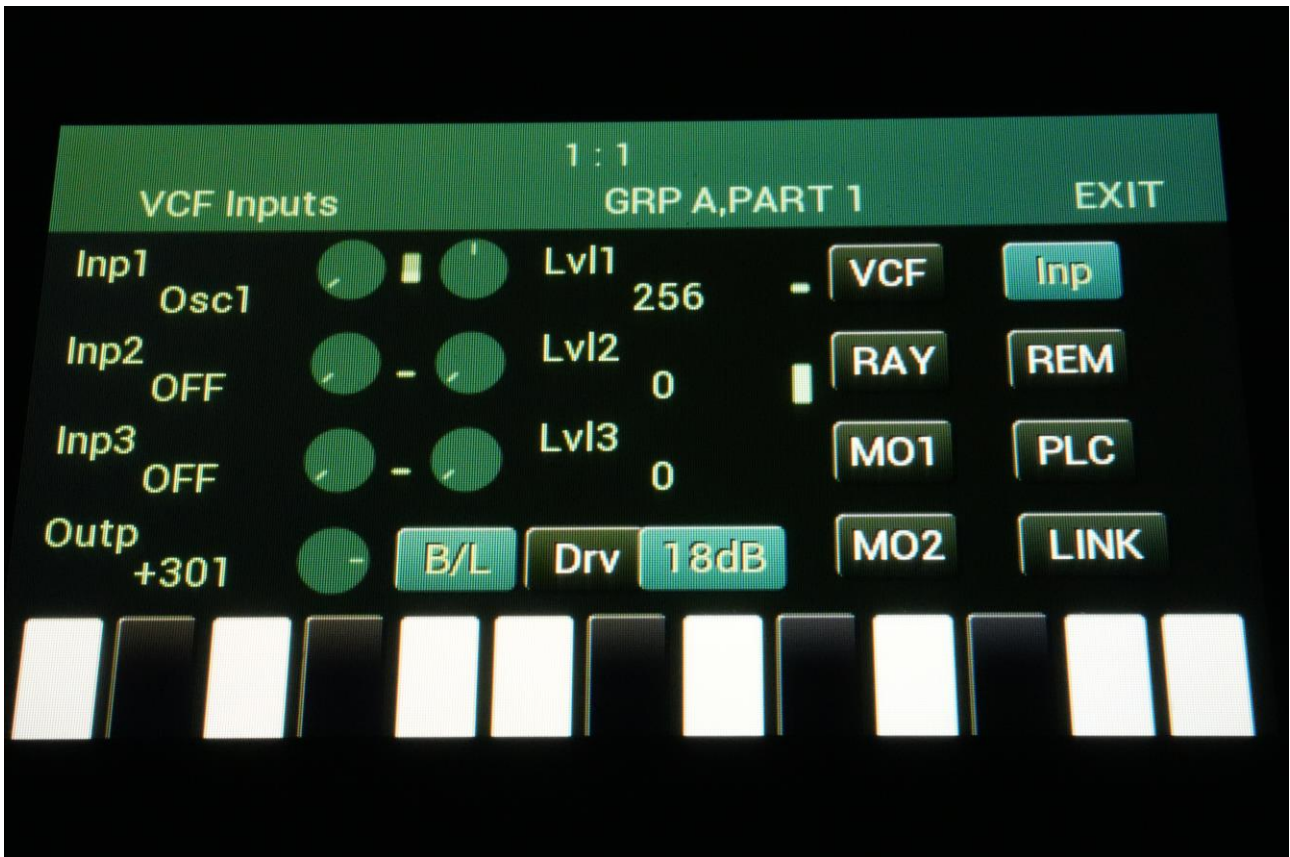 1 : 1
VCF Inputs GRP A,PART 1 EXIT
Inp1 Lvl1 VCF Inp
Osc1 256
Inp2 Lvl2 RAY REM
OFF 0
Inp3 Lvl3 MO1 PLC
OFF 0
Outp B/L Drv 18dB MO2 LINK
+301